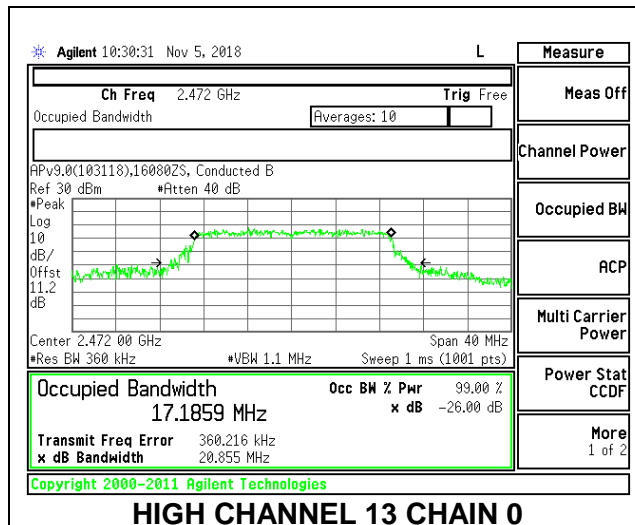 Agilent 10:30:31 Nov 5, 2018 L
Measure
Ch Freq 2.472 GHz Trig Free
Occupied Bandwidth Averages: 10
APv9.0(103118),16080ZS, Conducted B
Ref 30 dBm #Atten 40 dB
#Peak
Log
10
dB/
Offst
11.2
dB
Center 2.472 00 GHz Span 40 MHz
#Res BW 360 kHz #VBW 1.1 MHz Sweep 1 ms (1001 pts)
Occupied Bandwidth Occ BW % Pwr 99.00 %
17.1859 MHz x dB -26.00 dB
Transmit Freq Error 360.216 kHz
x dB Bandwidth 20.855 MHz
Copyright 2000-2011 Agilent Technologies
Meas Off
Channel Power
Occupied BW
ACP
Multi Carrier
Power
Power Stat
CCDF
More
1 of 2
HIGH CHANNEL 13 CHAIN 0